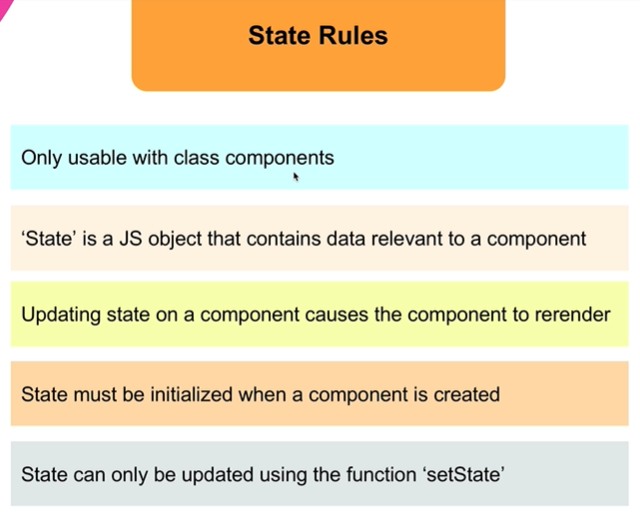 State Rules
Only usable with class components
‘State’ is a JS object that contains data relevant to a component
Updating state on a component causes the component to rerender
State must be initialized when a component is created
State can only be updated using the function ‘setState’